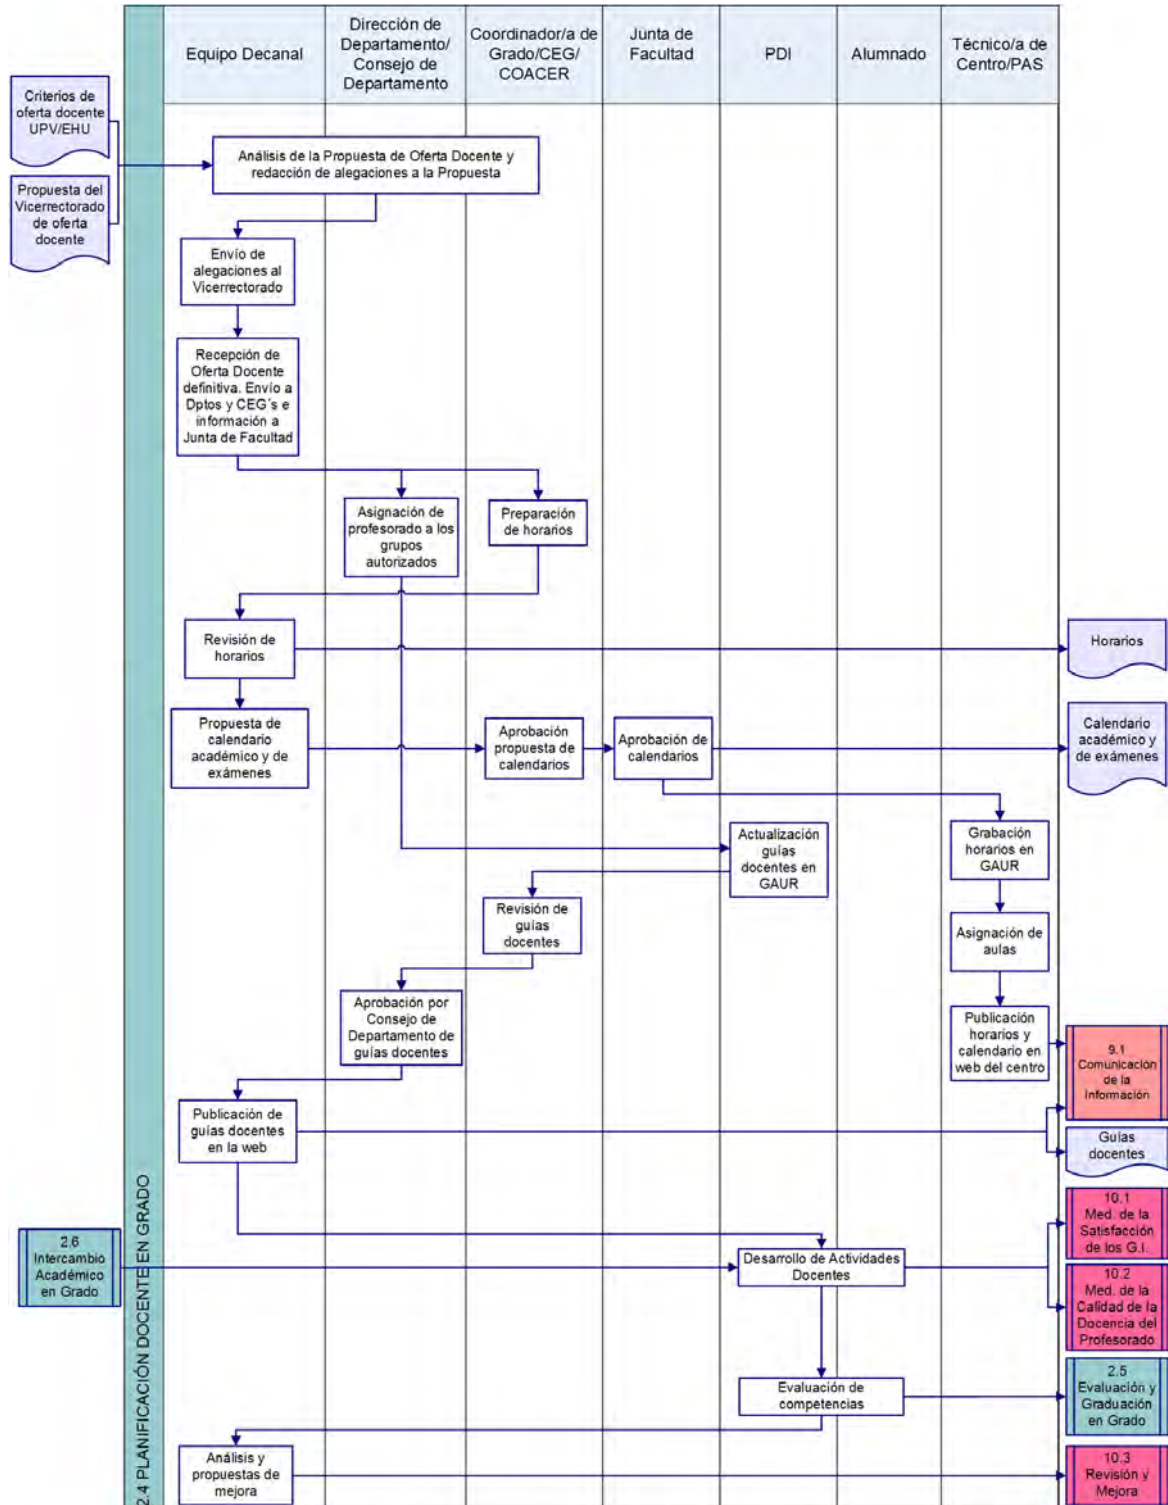 Equipo Decanal
Dirección de
Departamento/
Consejo de
Departamento
Coordinador/a de
Grado/CEG/
COACER
Junta de
Facultad
PDI
Alumnado
Técnico/a de
Centro/PAS
Criterios de
oferta docente
UPV/EHU
Propuesta del
Vicerrectorado
de oferta
docente
Análisis de la Propuesta de Oferta Docente y
redacción de alegaciones a la Propuesta
Envío de
alegaciones al
Vicerrectorado
Recepción de
Oferta Docente
definitiva. Envío a
Dptos y CEG´s e
información a
Junta de Facultad
Asignación de
profesorado a los
grupos
autorizados
Preparación
de horarios
Revisión de
horarios
Horarios
Propuesta de
calendario
académico y de
exámenes
Aprobación
propuesta de
calendarios
Aprobación de
calendarios
Calendario
académico y
de exámenes
Actualización
guías
docentes en
GAUR
Grabación
horarios en
GAUR
Revisión de
guías
docentes
Asignación de
aulas
Aprobación por
Consejo de
Departamento de
guías docentes
Publicación
horarios y
calendario en
web del centro
9.1
Comunicación
de la
Información
Publicación de
guías docentes
en la web
Guías
docentes
2.4 PLANIFICACIÓN DOCENTE EN GRADO
2.6
Intercambio
Académico
en Grado
Desarrollo de Actividades
Docentes
10.1
Med. de la
Satisfacción
de los G.I.
10.2
Med. de la
Calidad de la
Docencia del
Profesorado
Evaluación de
competencias
2.5
Evaluación y
Graduación
en Grado
Análisis y
propuestas de
mejora
10.3
Revisión y
Mejora